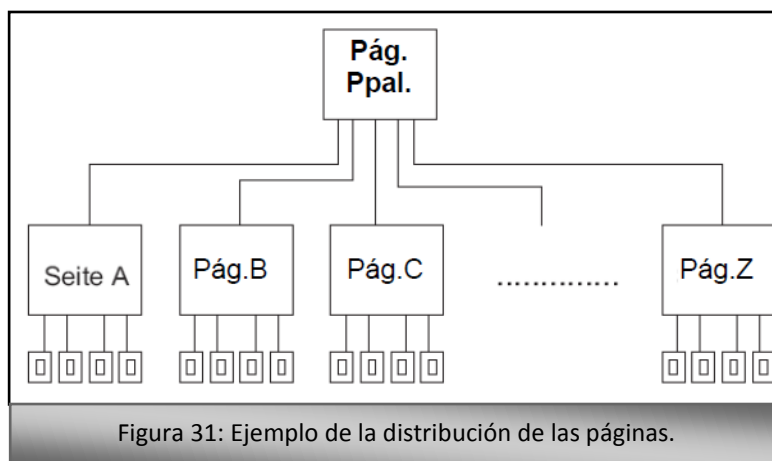 Pág.
Ppal.
Seite A
Pág.B
Pág.C
..............
Pág.Z
Figura 31: Ejemplo de la distribución de las páginas.